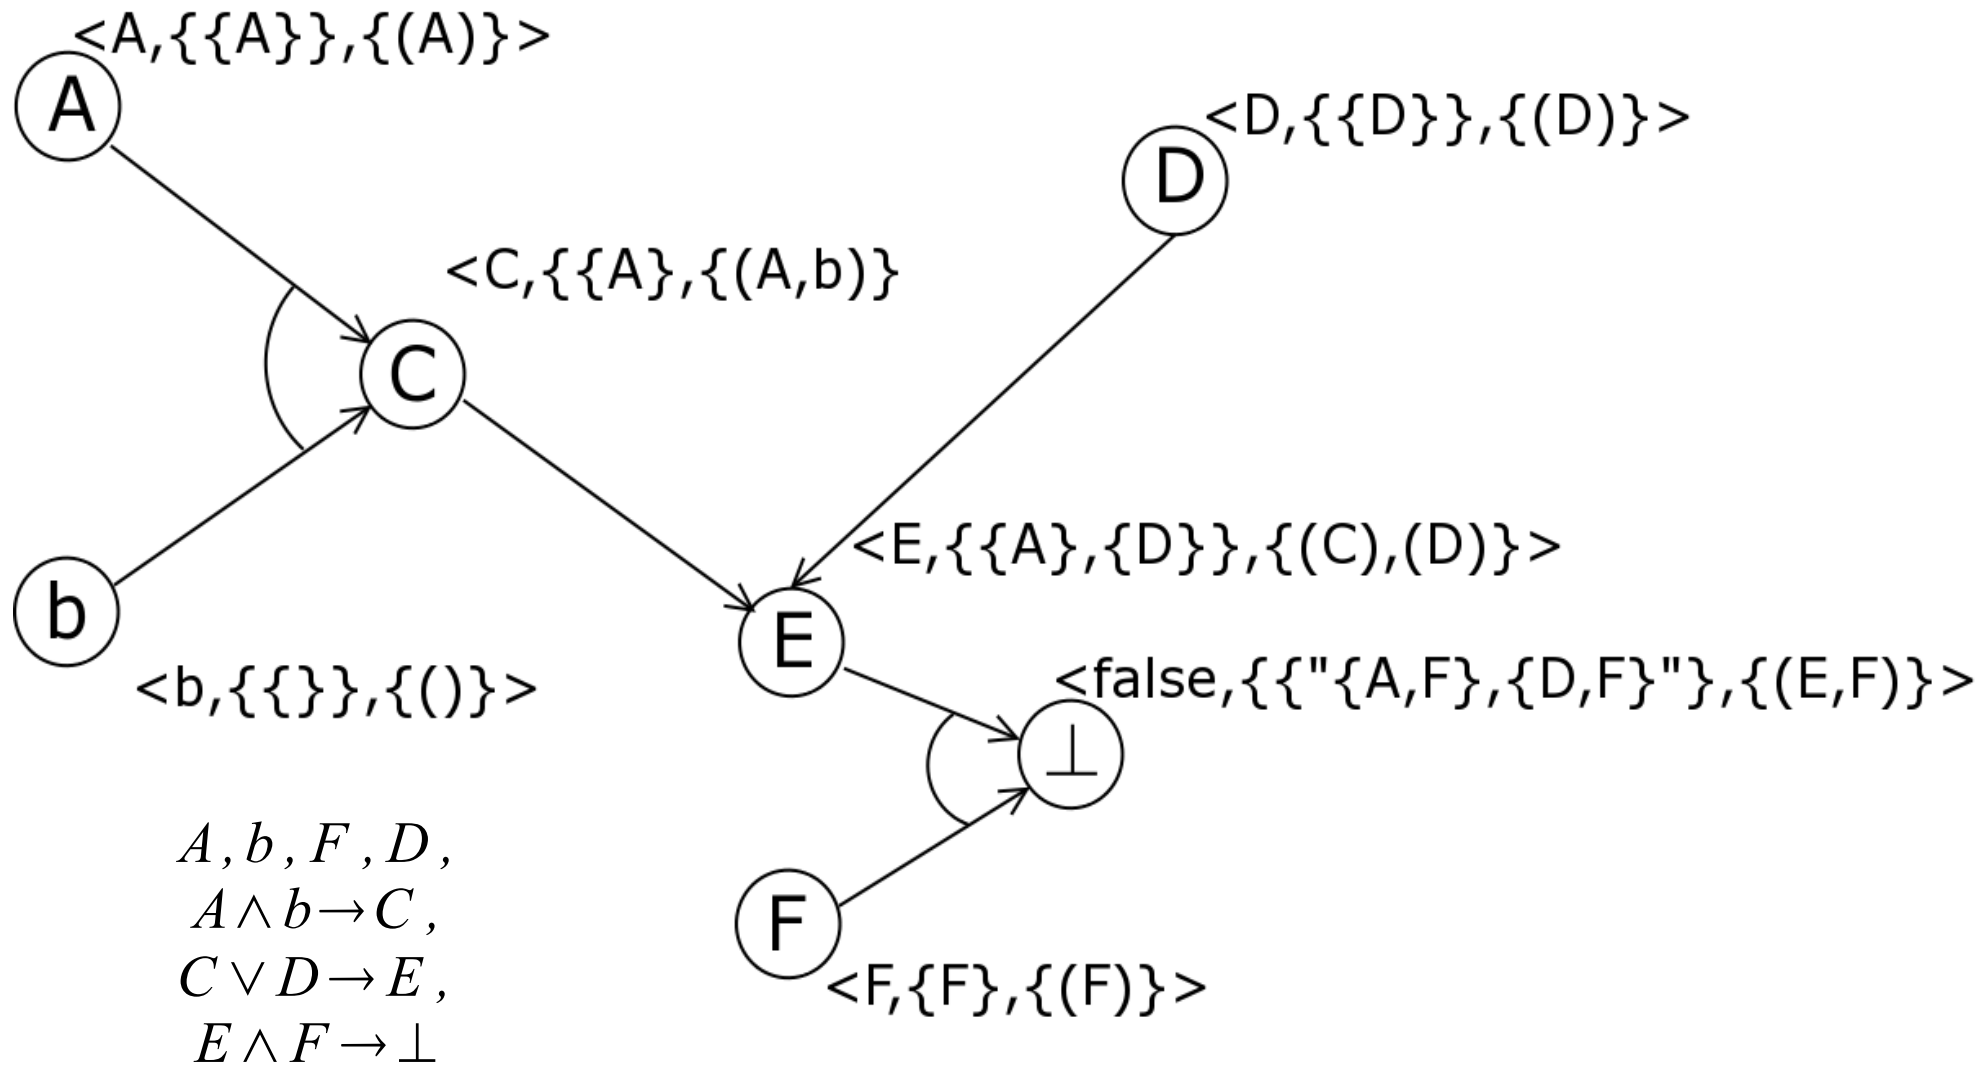 <A,{{A}},{(A)}>
A
<D,{{D}},{(D)}>
D
<C,{{A},{(A,b)}
C
<E,{{A},{D}},{(C),(D)}>
b
E
<b,{{}},{()}>
<false,{{"{A,F},{D,F}"},{(E,F)}>
⊥
A , b , F , D ,
A ∧ b → C ,
F
C ∨ D → E ,
<F,{F},{(F)}>
E ∧ F → ⊥